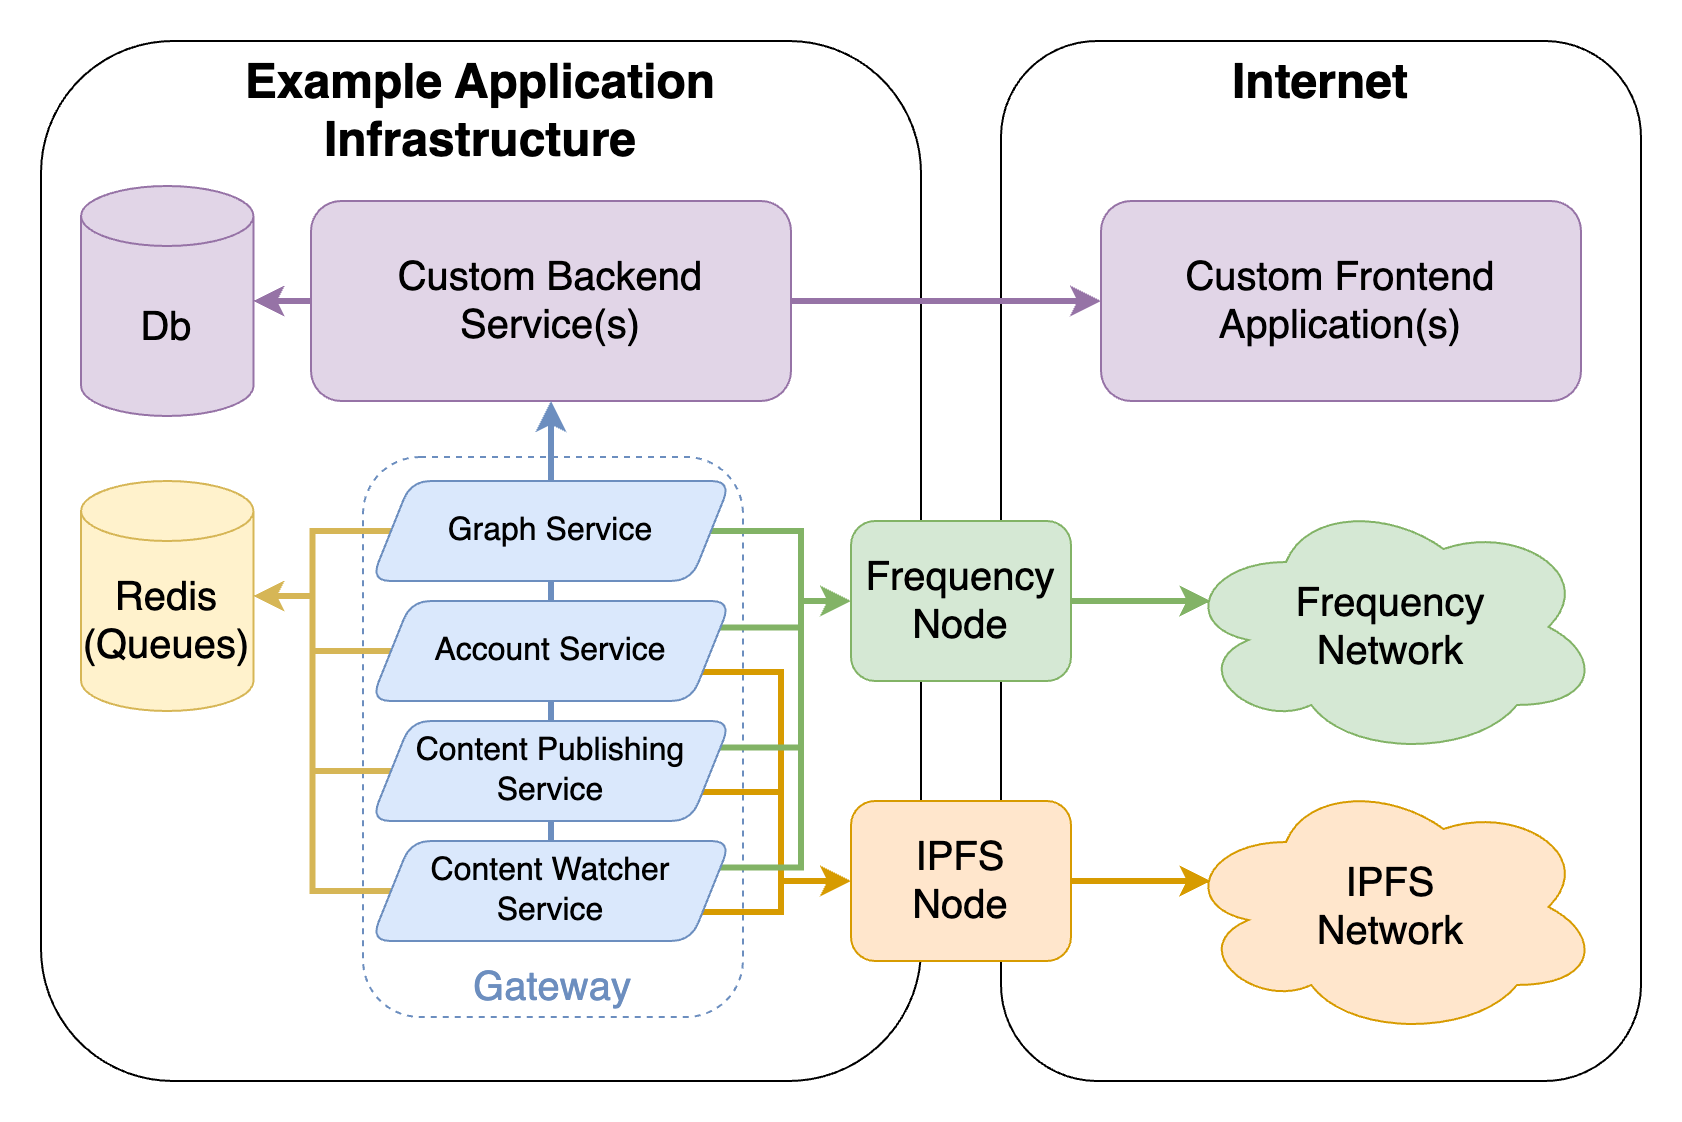 Example Application
Infrastructure
Internet
Db
Custom Backend
Service(s)
Custom Frontend
Application(s)
Redis
(Queues)
Graph Service
Account Service
Content Publishing
Service
Content Watcher
Service
Gateway
Frequency
Node
Frequency
Network
IPFS
Node
IPFS
Network